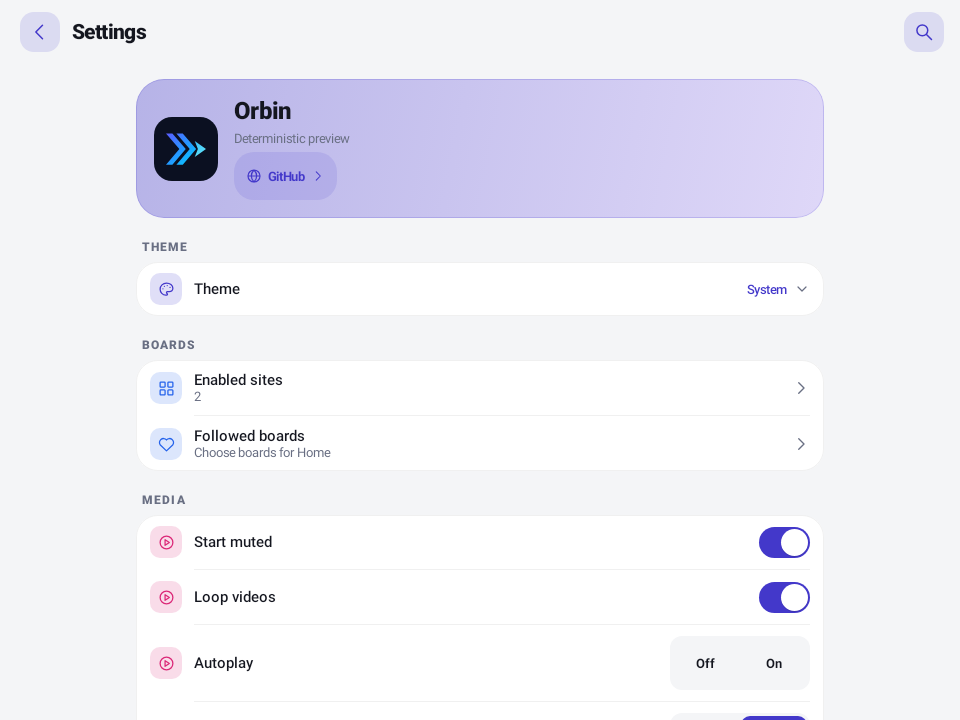 Settings
Orbin
Deterministic preview
GitHub
THEME
Theme
System
BOARDS
Enabled sites
2
Followed boards
Choose boards for Home
MEDIA
Start muted
Loop videos
Autoplay
Off
On